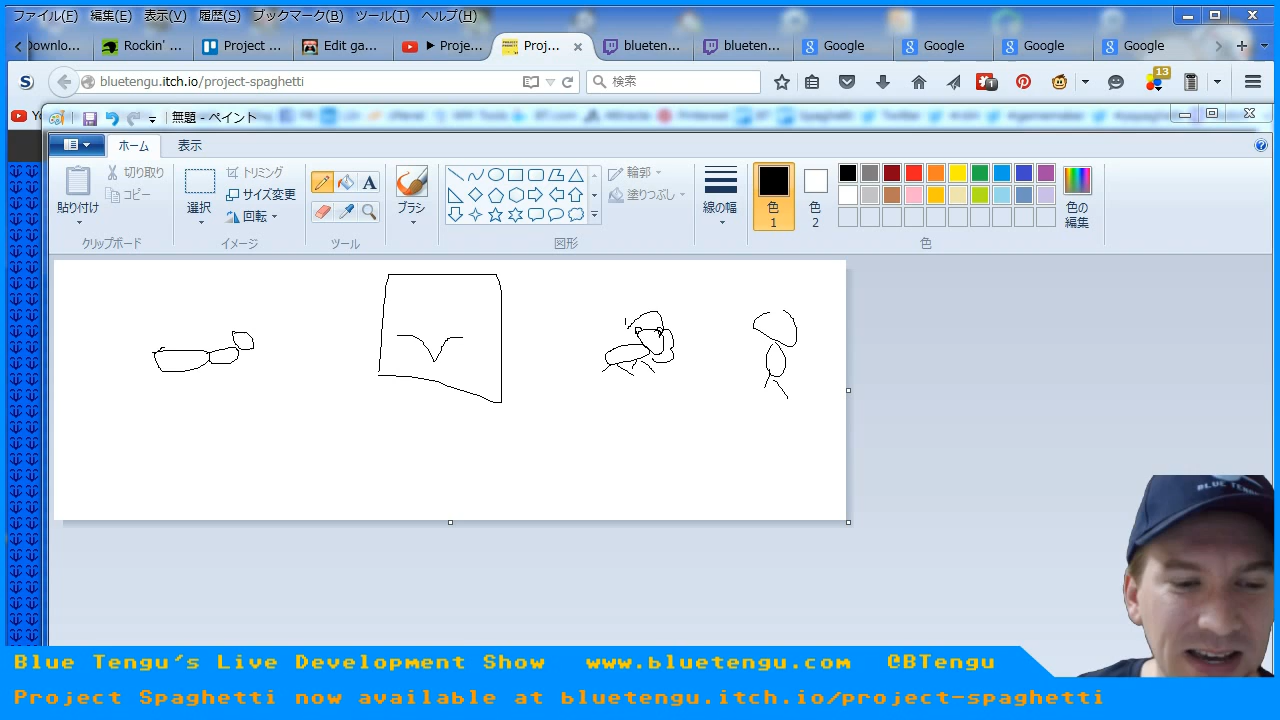 ファイル(F) 編集(E) 表示(V) 履歴(S) ブックマーク(B) ツール(T) ヘルプ(H)
Downlo... Rockin' ... Project ... Edit ga... ▶ Proje... Proj... blueten... blueten... Google Google Google Google
S bluetengu.itch.io/project-spaghetti 検索 1 13
無題 - ペイント
ホーム 表示
切り取り トリミング 輪郭
コピー サイズ変更 塗りつぶし
貼り付け 選択 回転 ブラシ 線の幅 色 1 色 2 色の編集
クリップボード イメージ ツール 図形 色
BLUE TENGU
Blue Tengu's Live Development Show www.bluetengu.com @BTengu
Project Spaghetti now available at bluetengu.itch.io/project-spaghetti